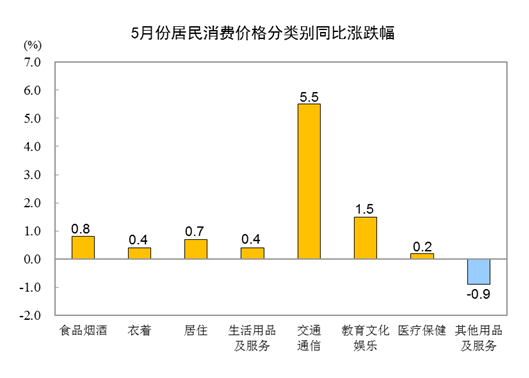 5月份居民消费价格分类别同比涨跌幅
(%)
7.0
6.0
5.0
4.0
3.0
2.0
1.0
0.0
-1.0
-2.0
0.8
0.4
0.7
0.4
5.5
1.5
0.2
-0.9
食品烟酒
衣着
居住
生活用品
及服务
交通
通信
教育文化
娱乐
医疗保健
其他用品
及服务